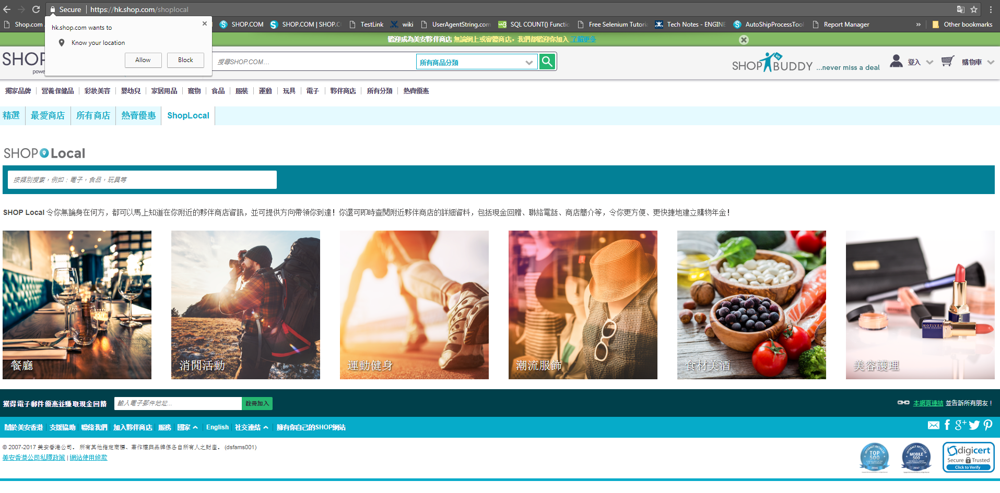 Secure https://hk.shop.com/shoplocal
Shop.com
SHOP.COM
SHOP.COM | SHOP.C
TestLink
wiki
UserAgentString.com
SQL COUNT() Functio
Free Selenium Tutoria
Tech Notes - ENGINE
AutoShipProcessTool
Report Manager
»
Other bookmarks
hk.shop.com wants to
Know your location
Allow Block
歡迎成為美安夥伴商店 無論網上或實體商店，我們都歡迎你加入 了解更多
SHOP
powe
搜尋SHOP.COM...
所有商品分類
SHOP BUDDY ...never miss a deal
登入
購物車
獨家品牌 營養保健品 彩妝美容 嬰幼兒 家居用品 寵物 食品 服裝 運動 玩具 電子 夥伴商店 所有分類 熱賣優惠
精選 最愛商店 所有商店 熱賣優惠 ShopLocal
SHOP Local
按類別搜索，例如：電子，食品，玩具等
SHOP Local 令你無論身在何方，都可以馬上知道在你附近的夥伴商店資訊，並可提供方向帶領你到達！你還可即時查閱附近夥伴商店的詳細資料，包括現金回贈、聯絡電話、商店簡介等，令你更方便、更快捷地建立購物年金！
餐廳
消閒活動
運動健身
潮流服飾
食材美酒
美容護理
MOTIVES
獲得電子郵件優惠並賺取現金回饋
輸入電子郵件地址...
註冊加入
本網頁連結 並告訴所有朋友！
關於美安香港 支援協助 聯絡我們 加入夥伴商店 服務 國家 English 社交連結 擁有你自己的SHOP網站
© 2007-2017 美安香港公司。 所有其他指定商標、著作權與品牌係各自所有人之財產。 (dsfams001)
美安香港公司私隱政策 | 網站使用條款
INTERNET RETAILER
TOP
500
2016
INTERNET RETAILER
MOBILE
500
2017
digicert
Secure Trusted
Click to Verify